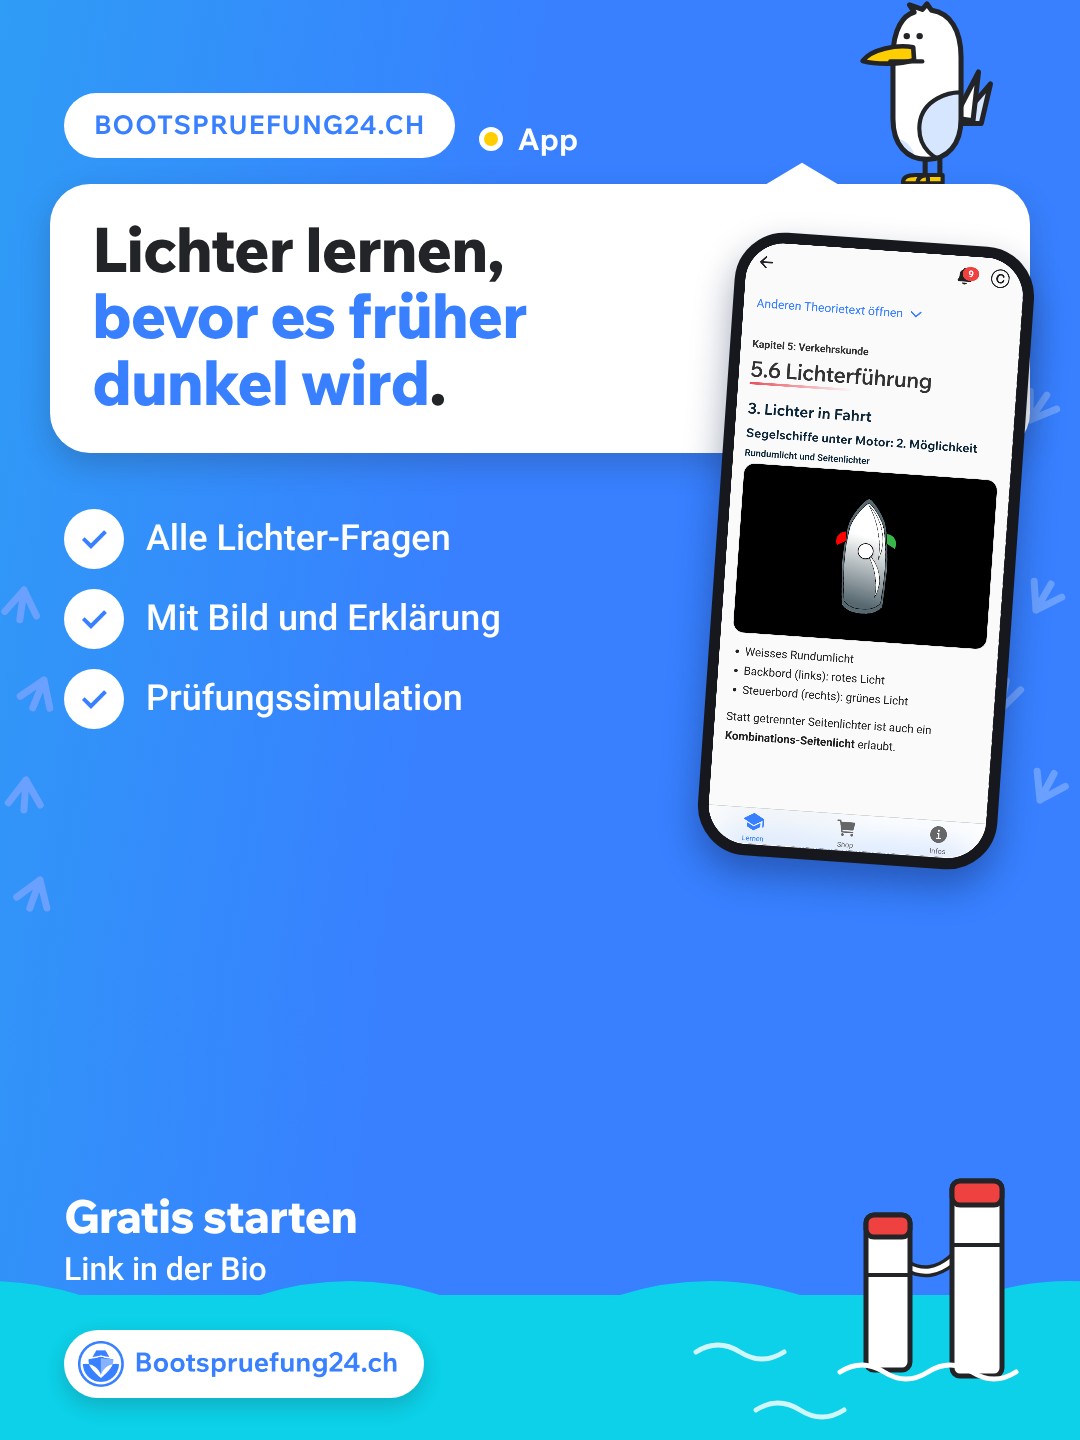 BOOTSPRUEFUNG24.CH
App
Lichter lernen,
bevor es früher
dunkel wird.
Alle Lichter-Fragen
Mit Bild und Erklärung
Prüfungssimulation
9
C
Anderen Theorietext öffnen
Kapitel 5: Verkehrskunde
5.6 Lichterführung
3. Lichter in Fahrt
Segelschiffe unter Motor: 2. Möglichkeit
Rundumlicht und Seitenlichter
• Weisses Rundumlicht
• Backbord (links): rotes Licht
• Steuerbord (rechts): grünes Licht
Statt getrennter Seitenlichter ist auch ein
Kombinations-Seitenlicht erlaubt.
Lernen
Shop
Infos
Gratis starten
Link in der Bio
Bootspruefung24.ch